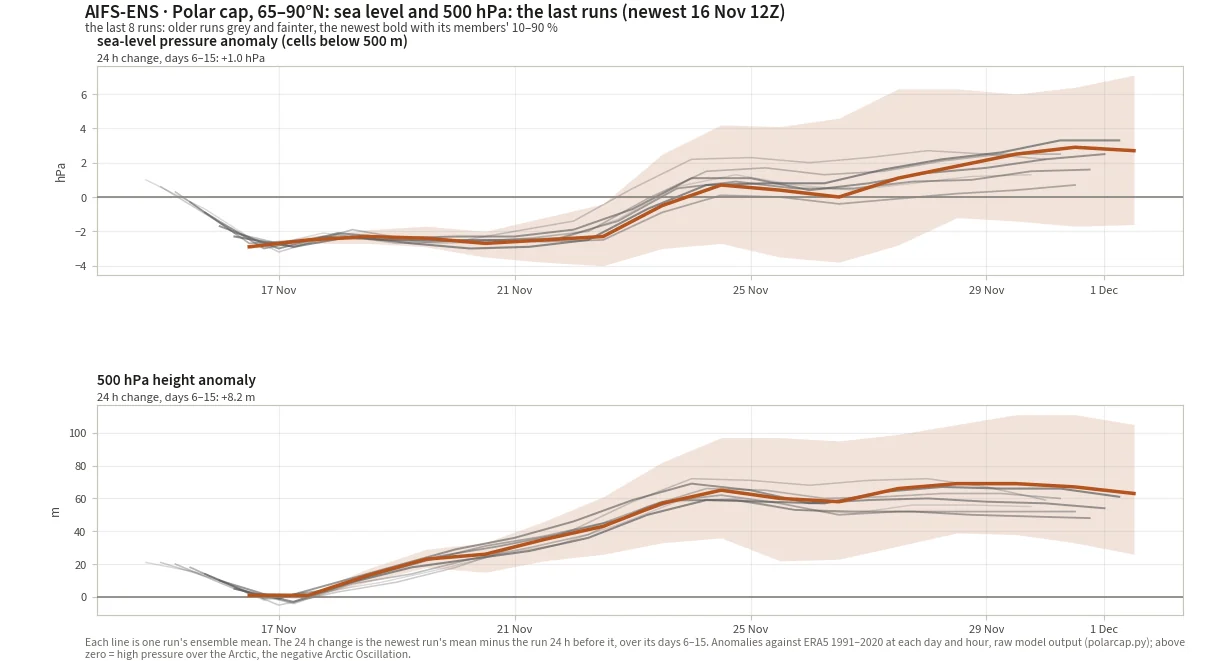 AIFS-ENS · Polar cap, 65–90°N: sea level and 500 hPa: the last runs (newest 16 Nov 12Z)
the last 8 runs: older runs grey and fainter, the newest bold with its members' 10–90 %
sea-level pressure anomaly (cells below 500 m)
24 h change, days 6–15: +1.0 hPa
6
4
2
0
−2
−4
hPa
17 Nov
21 Nov
25 Nov
29 Nov
1 Dec
500 hPa height anomaly
24 h change, days 6–15: +8.2 m
100
80
60
40
20
0
m
17 Nov
21 Nov
25 Nov
29 Nov
1 Dec
Each line is one run's ensemble mean. The 24 h change is the newest run's mean minus the run 24 h before it, over its days 6–15. Anomalies against ERA5 1991–2020 at each day and hour, raw model output (polarcap.py); above
zero = high pressure over the Arctic, the negative Arctic Oscillation.